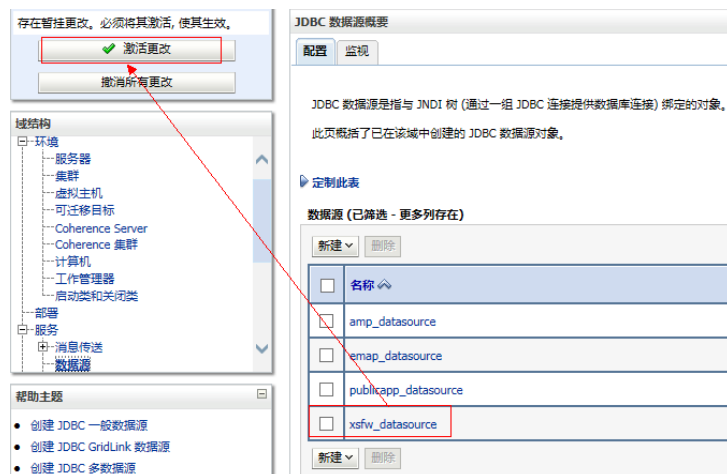 存在暂挂更改。必须将其激活, 使其生效。
激活更改
撤消所有更改
域结构
环境
服务器
集群
虚拟主机
可迁移目标
Coherence Server
Coherence 集群
计算机
工作管理器
启动类和关闭类
部署
服务
消息传送
数据源
帮助主题
创建 JDBC 一般数据源
创建 JDBC GridLink 数据源
创建 JDBC 多数据源
JDBC 数据源概要
配置 监视
JDBC 数据源是指与 JNDI 树 (通过一组 JDBC 连接提供数据库连接) 绑定的对象。
此页概括了已在该域中创建的 JDBC 数据源对象。
定制此表
数据源 (已筛选 - 更多列存在)
新建 删除
名称
amp_datasource
emap_datasource
publicapp_datasource
xsfw_datasource
新建 删除